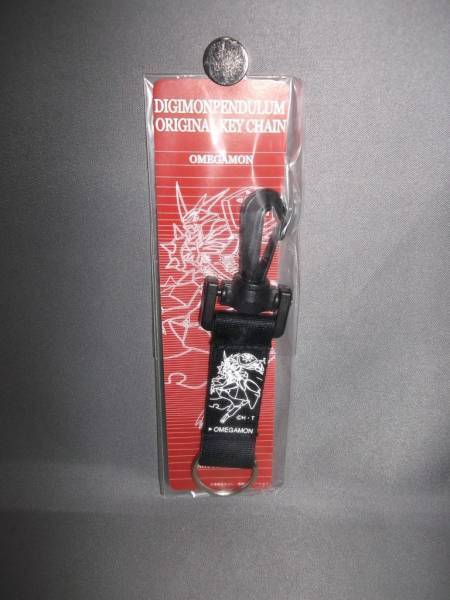 DIGIMONPENDULUM
ORIGINAL KEY CHAIN
OMEGAMON
©H・T
▶OMEGAMON